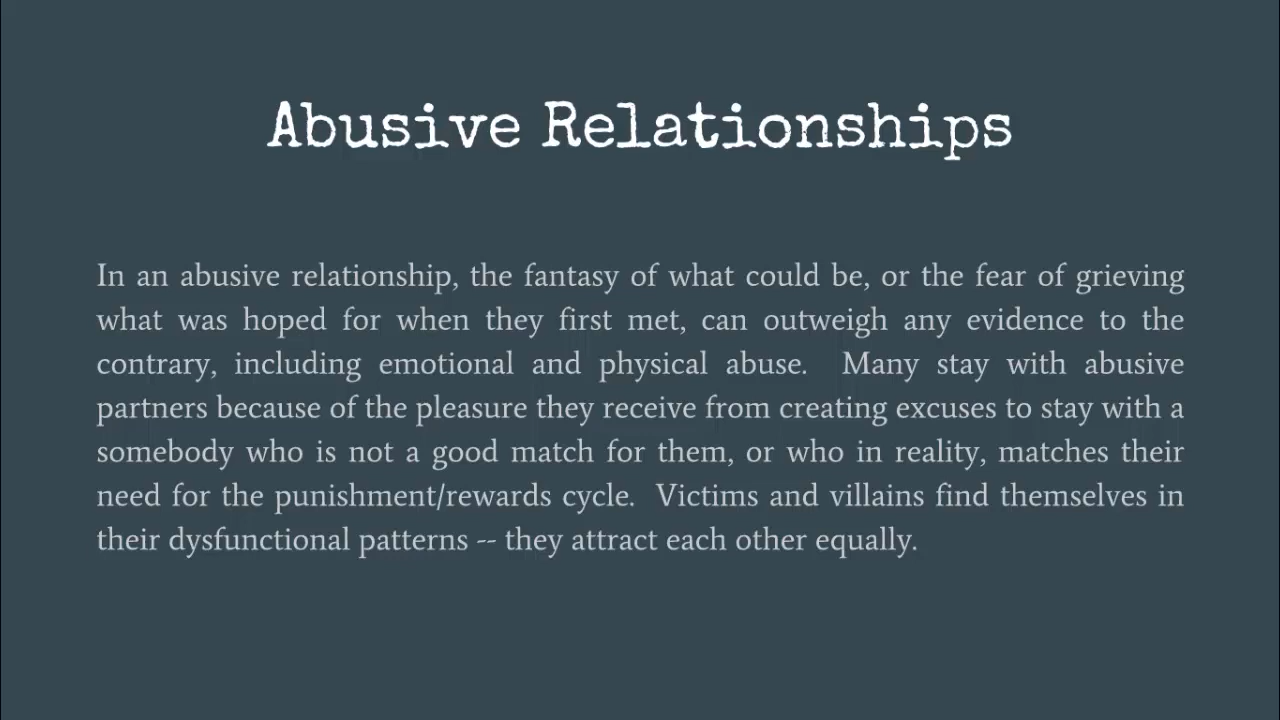 Abusive Relationships
In an abusive relationship, the fantasy of what could be, or the fear of grieving
what was hoped for when they first met, can outweigh any evidence to the
contrary, including emotional and physical abuse.  Many stay with abusive
partners because of the pleasure they receive from creating excuses to stay with a
somebody who is not a good match for them, or who in reality, matches their
need for the punishment/rewards cycle.  Victims and villains find themselves in
their dysfunctional patterns -- they attract each other equally.